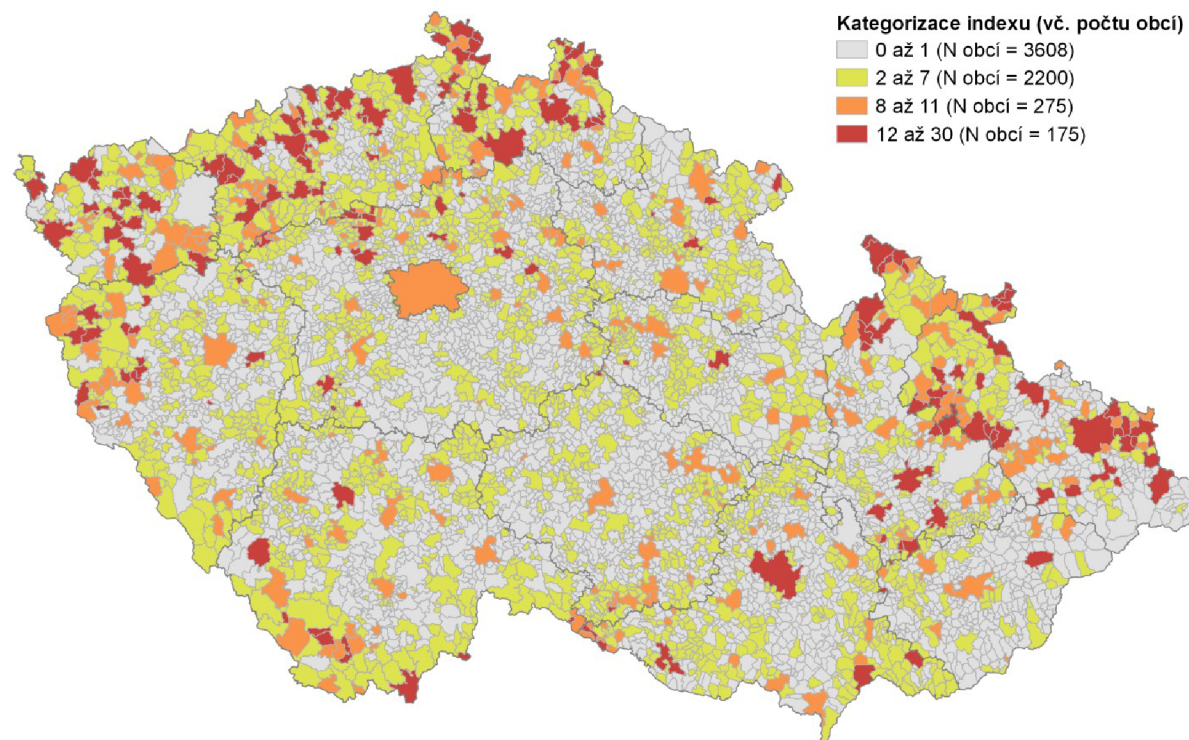 Kategorizace indexu (vč. počtu obcí)
0 až 1 (N obcí = 3608)
2 až 7 (N obcí = 2200)
8 až 11 (N obcí = 275)
12 až 30 (N obcí = 175)